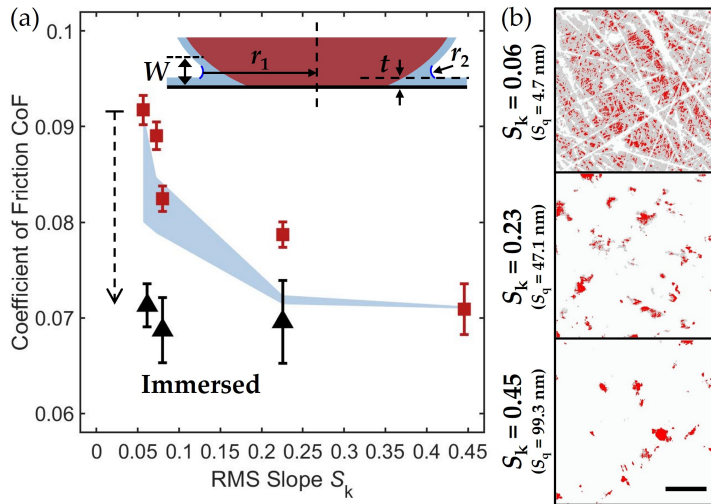 (a)
0.1
0.09
0.08
0.07
0.06
Coefficient of Friction CoF
W
r₁
t
r₂
Immersed
0
0.05
0.1
0.15
0.2
0.25
0.3
0.35
0.4
0.45
RMS Slope Sₖ
(b)
Sₖ = 0.06
(S_q = 4.7 nm)
Sₖ = 0.23
(S_q = 47.1 nm)
Sₖ = 0.45
(S_q = 99.3 nm)